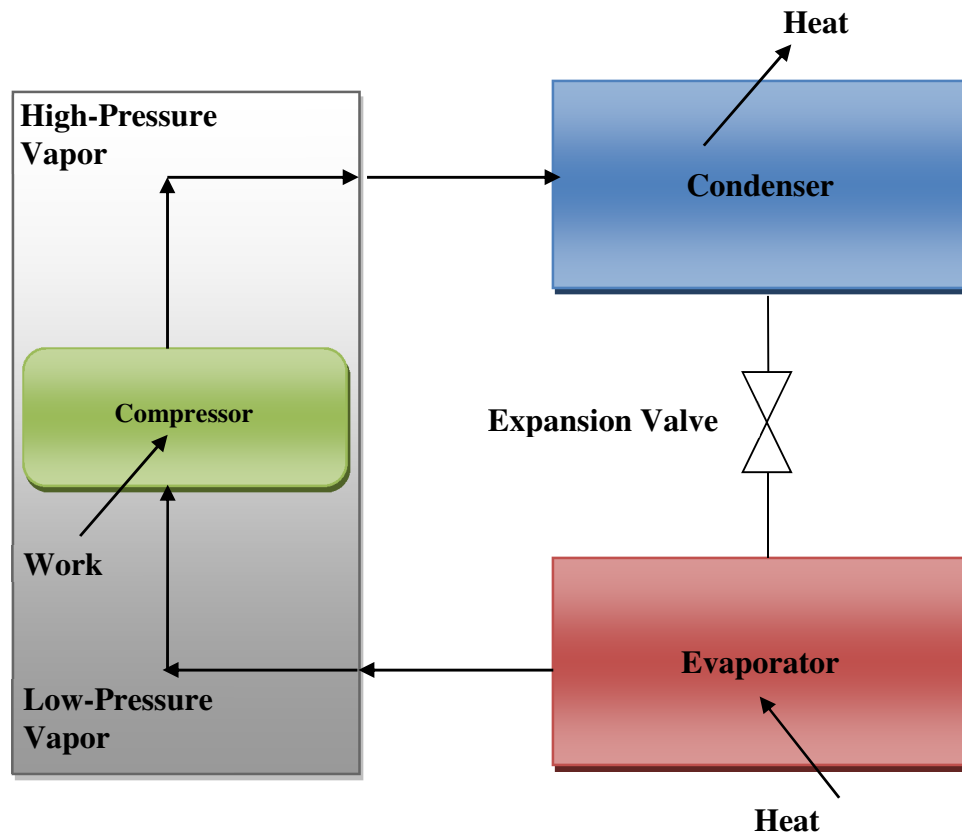 Heat
High-Pressure
Vapor
Condenser
Compressor
Expansion Valve
Work
Evaporator
Low-Pressure
Vapor
Heat